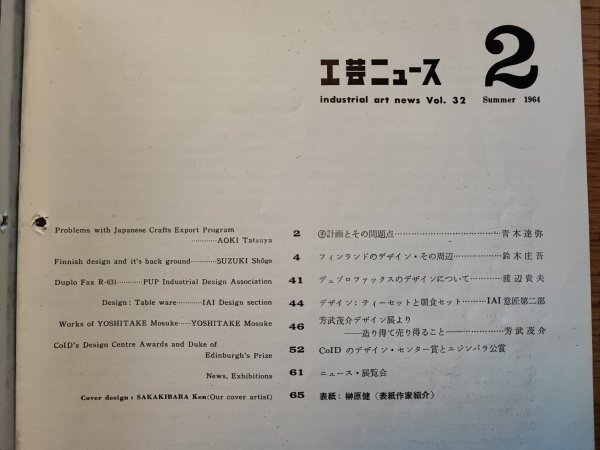 工芸ニュース 2
industrial art news Vol. 32 Summer 1964
Problems with Japanese Crafts Export Program
AOKI Tatsuya 2 計画とその問題点 青木達弥
Finnish design and it's back ground SUZUKI Shôgo 4 フィンランドのデザイン・その周辺 鈴木庄吾
Duplo Fax R-631 PUP Industrial Design Association 41 デュプロファックスのデザインについて 渡辺貴夫
Design: Table ware IAI Design section 44 デザイン: ティーセットと朝食セット IAI 意匠第二部
Works of YOSHITAKE Mosuke YOSHITAKE Mosuke 46 芳武茂介デザイン展より
——造り得て売り得ること—— 芳武茂介
CoID's Design Centre Awards and Duke of
Edinburgh's Prize 52 CoID のデザイン・センター賞とエジンバラ公賞
News, Exhibitions 61 ニュース・展覧会
Cover design : SAKAKIBARA Ken(Our cover artist) 65 表紙: 榊原健(表紙作家紹介)